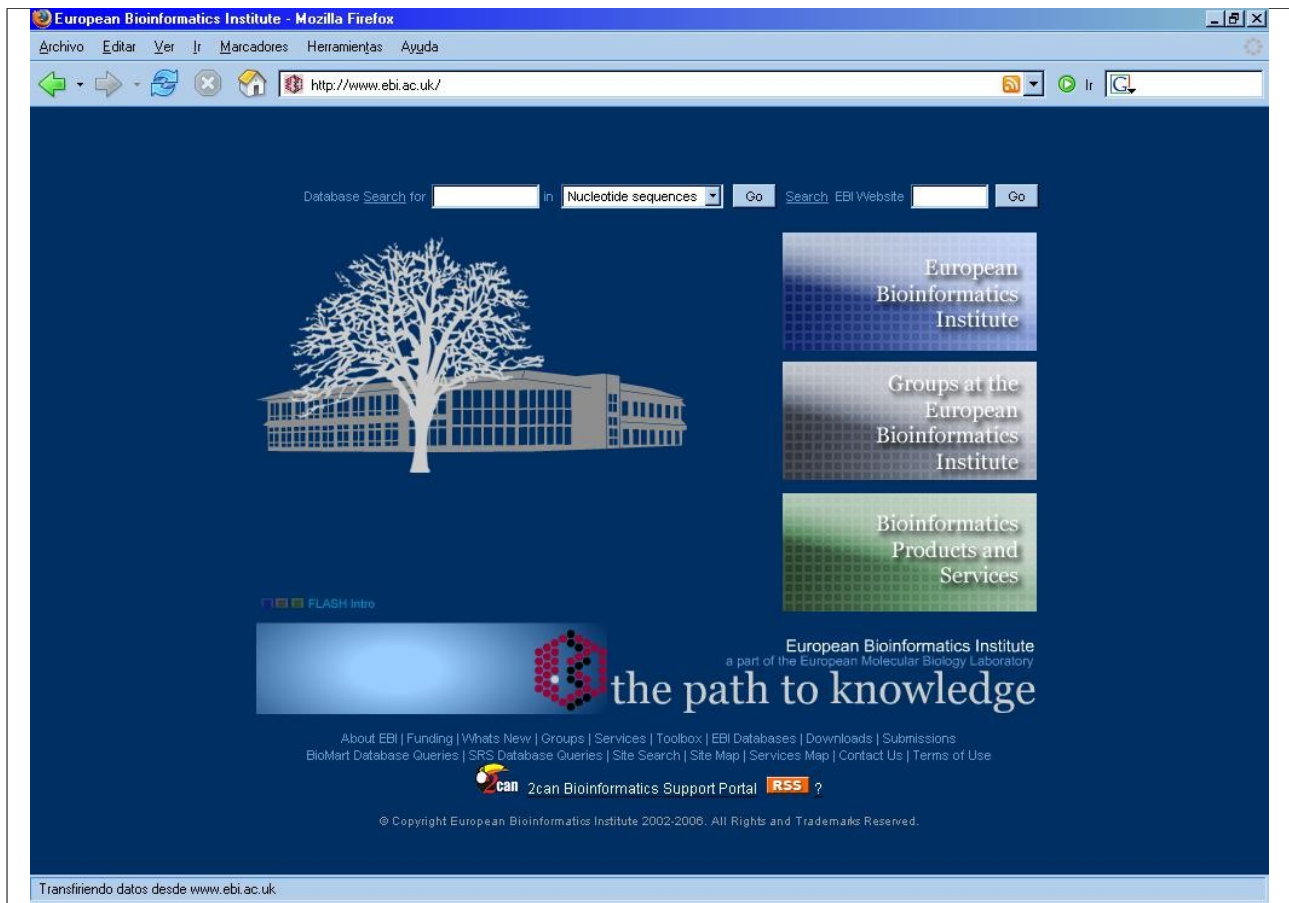 European Bioinformatics Institute - Mozilla Firefox
Archivo Editar Ver Ir Marcadores Herramientas Ayuda
http://www.ebi.ac.uk/ Ir G
Database Search for in Nucleotide sequences Go Search EBI Website Go
European
Bioinformatics
Institute
Groups at the
European
Bioinformatics
Institute
Bioinformatics
Products and
Services
FLASH Intro
European Bioinformatics Institute
a part of the European Molecular Biology Laboratory
the path to knowledge
About EBI | Funding | Whats New | Groups | Services | Toolbox | EBI Databases | Downloads | Submissions
BioMart Database Queries | SRS Database Queries | Site Search | Site Map | Services Map | Contact Us | Terms of Use
2can 2can Bioinformatics Support Portal RSS ?
© Copyright European Bioinformatics Institute 2002-2006. All Rights and Trademarks Reserved.
Transfiriendo datos desde www.ebi.ac.uk